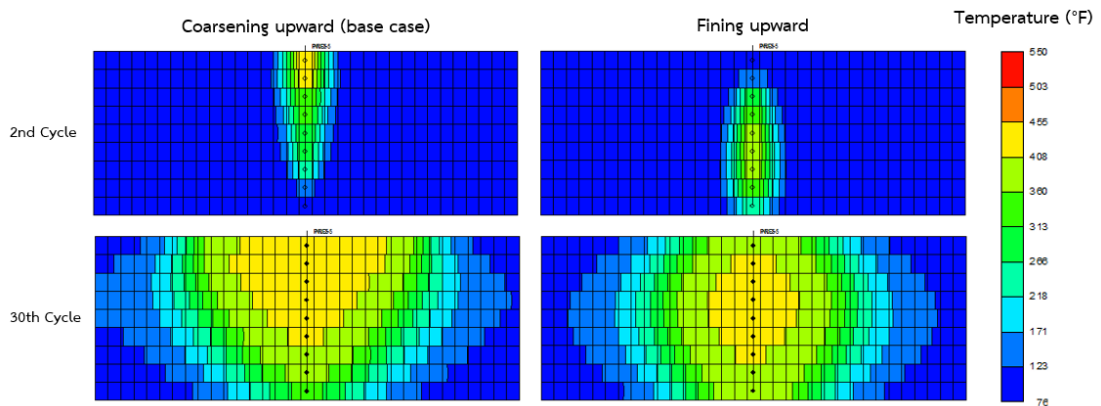 Coarsening upward (base case)
Fining upward
Temperature (°F)
2nd Cycle
30th Cycle
550
503
455
408
360
313
266
218
171
123
76